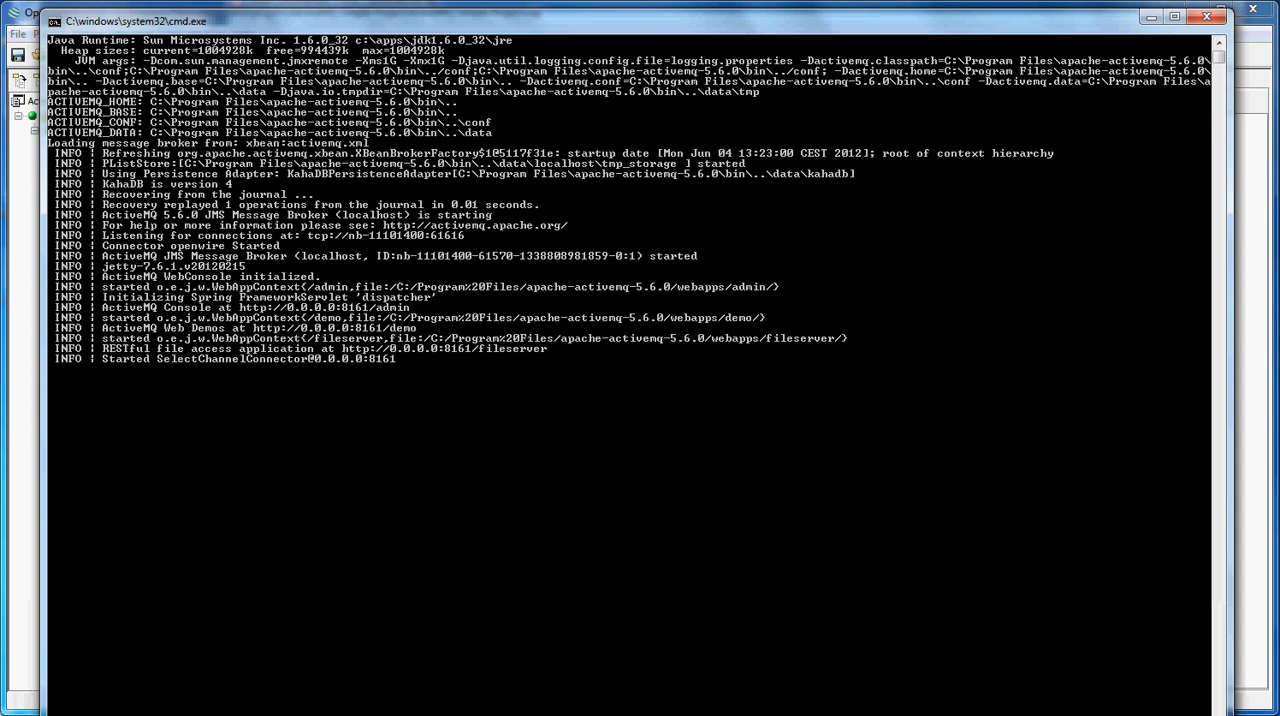 Op
C:\windows\system32\cmd.exe
File
Java Runtime: Sun Microsystems Inc. 1.6.0_32 c:\apps\jdk1.6.0_32\jre
Heap sizes: current=1004928k  free=994439k  max=1004928k
JVM args: -Dcom.sun.management.jmxremote -Xms1G -Xmx1G -Djava.util.logging.config.file=logging.properties -Dactivemq.classpath=C:\Program Files\apache-activemq-5.6.0\
bin\..\conf;C:\Program Files\apache-activemq-5.6.0\bin\../conf;C:\Program Files\apache-activemq-5.6.0\bin\../conf; -Dactivemq.home=C:\Program Files\apache-activemq-5.6.0\
bin\.. -Dactivemq.base=C:\Program Files\apache-activemq-5.6.0\bin\.. -Dactivemq.conf=C:\Program Files\apache-activemq-5.6.0\bin\..\conf -Dactivemq.data=C:\Program Files\a
pache-activemq-5.6.0\bin\..\data -Djava.io.tmpdir=C:\Program Files\apache-activemq-5.6.0\bin\..\data\tmp
ACTIVEMQ_HOME: C:\Program Files\apache-activemq-5.6.0\bin\..
ACTIVEMQ_BASE: C:\Program Files\apache-activemq-5.6.0\bin\..
ACTIVEMQ_CONF: C:\Program Files\apache-activemq-5.6.0\bin\..\conf
ACTIVEMQ_DATA: C:\Program Files\apache-activemq-5.6.0\bin\..\data
Loading message broker from: xbean:activemq.xml
INFO | Refreshing org.apache.activemq.xbean.XBeanBrokerFactory$1@5117f31e: startup date [Mon Jun 04 13:23:00 CEST 2012]; root of context hierarchy
INFO | PListStore:[C:\Program Files\apache-activemq-5.6.0\bin\..\data\localhost\tmp_storage ] started
INFO | Using Persistence Adapter: KahaDBPersistenceAdapter[C:\Program Files\apache-activemq-5.6.0\bin\..\data\kahadb]
INFO | KahaDB is version 4
INFO | Recovering from the journal ...
INFO | Recovery replayed 1 operations from the journal in 0.01 seconds.
INFO | ActiveMQ 5.6.0 JMS Message Broker (localhost) is starting
INFO | For help or more information please see: http://activemq.apache.org/
INFO | Listening for connections at: tcp://nb-11101400:61616
INFO | Connector openwire Started
INFO | ActiveMQ JMS Message Broker (localhost, ID:nb-11101400-61570-1338808981859-0:1) started
INFO | jetty-7.6.1.v20120215
INFO | ActiveMQ WebConsole initialized.
INFO | started o.e.j.w.WebAppContext{/admin,file:/C:/Program%20Files/apache-activemq-5.6.0/webapps/admin/}
INFO | Initializing Spring FrameworkServlet 'dispatcher'
INFO | ActiveMQ Console at http://0.0.0.0:8161/admin
INFO | started o.e.j.w.WebAppContext{/demo,file:/C:/Program%20Files/apache-activemq-5.6.0/webapps/demo/}
INFO | ActiveMQ Web Demos at http://0.0.0.0:8161/demo
INFO | started o.e.j.w.WebAppContext{/fileserver,file:/C:/Program%20Files/apache-activemq-5.6.0/webapps/fileserver/}
INFO | RESTful file access application at http://0.0.0.0:8161/fileserver
INFO | Started SelectChannelConnector@0.0.0.0:8161